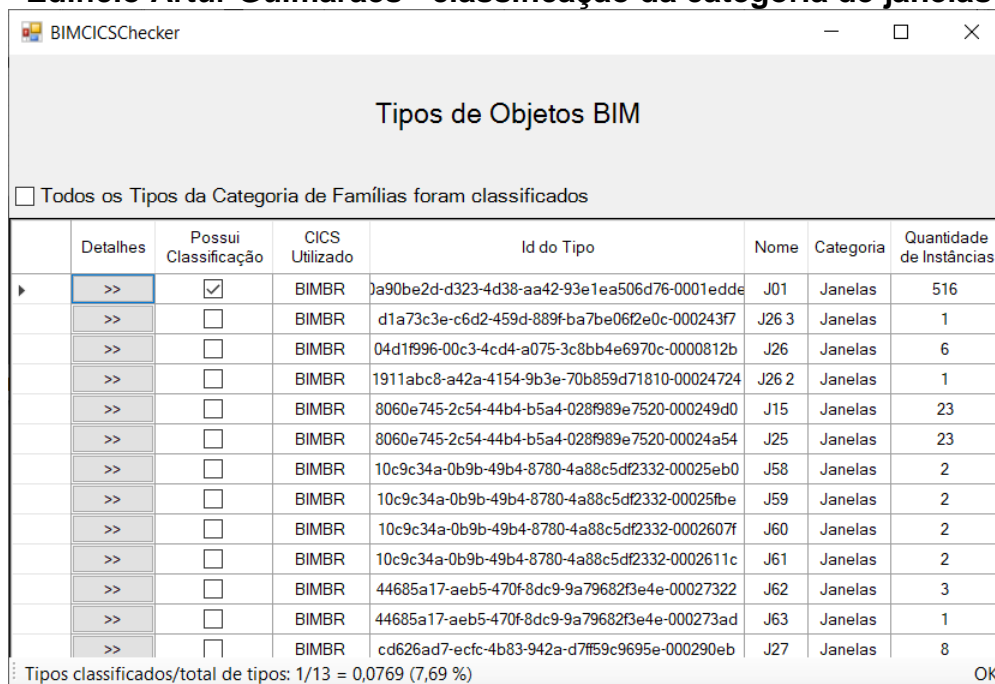 Edifício Artur_Guimarães - classificação da categoria de janelas
BIMCICSChecker
Tipos de Objetos BIM
Todos os Tipos da Categoria de Famílias foram classificados
Detalhes Possui Classificação CICS Utilizado Id do Tipo Nome Categoria Quantidade de Instâncias
>> BIMBR 0a90be2d-d323-4d38-aa42-93e1ea506d76-0001edde J01 Janelas 516
>> BIMBR d1a73c3e-c6d2-459d-889f-ba7be06f2e0c-000243f7 J26 3 Janelas 1
>> BIMBR 04d1f996-00c3-4cd4-a075-3c8bb4e6970c-0000812b J26 Janelas 6
>> BIMBR 1911abc8-a42a-4154-9b3e-70b859d71810-00024724 J26 2 Janelas 1
>> BIMBR 8060e745-2c54-44b4-b5a4-028f989e7520-000249d0 J15 Janelas 23
>> BIMBR 8060e745-2c54-44b4-b5a4-028f989e7520-00024a54 J25 Janelas 23
>> BIMBR 10c9c34a-0b9b-49b4-8780-4a88c5df2332-00025eb0 J58 Janelas 2
>> BIMBR 10c9c34a-0b9b-49b4-8780-4a88c5df2332-00025fbe J59 Janelas 2
>> BIMBR 10c9c34a-0b9b-49b4-8780-4a88c5df2332-0002607f J60 Janelas 2
>> BIMBR 10c9c34a-0b9b-49b4-8780-4a88c5df2332-0002611c J61 Janelas 2
>> BIMBR 44685a17-aeb5-470f-8dc9-9a79682f3e4e-00027322 J62 Janelas 3
>> BIMBR 44685a17-aeb5-470f-8dc9-9a79682f3e4e-000273ad J63 Janelas 1
>> BIMBR cd626ad7-ecfc-4b83-942a-d7ff59c9695e-000290eb J27 Janelas 8
Tipos classificados/total de tipos: 1/13 = 0,0769 (7,69 %) OK